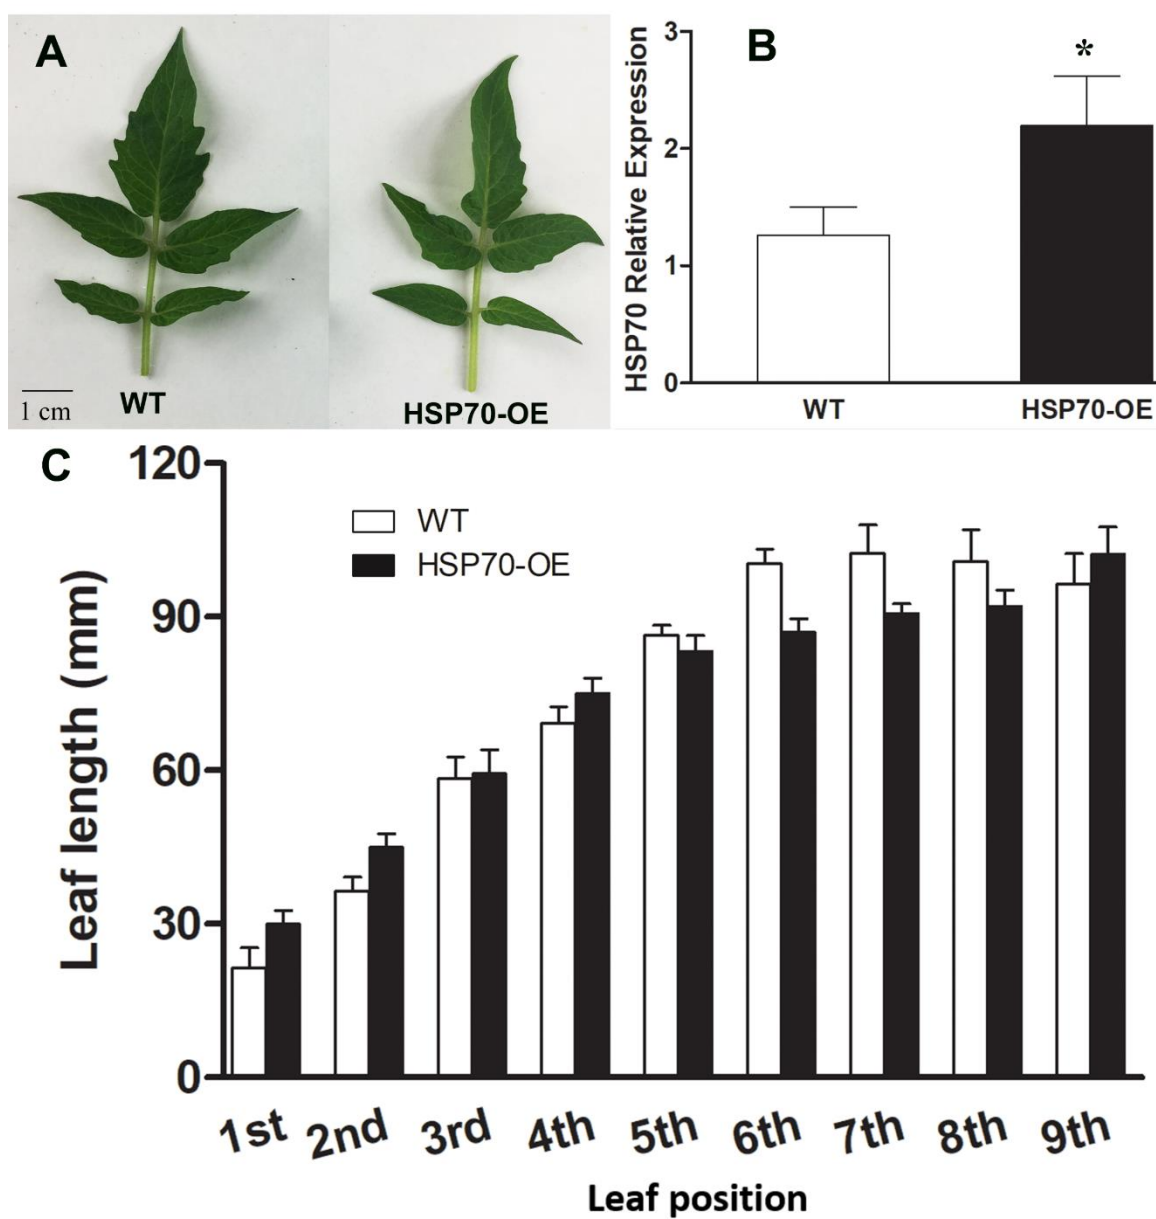 A
WT
HSP70-OE
1 cm
B
*
HSP70 Relative Expression
3
2
1
0
WT
HSP70-OE
C
WT
HSP70-OE
Leaf length (mm)
120
90
60
30
0
1st 2nd 3rd 4th 5th 6th 7th 8th 9th
Leaf position